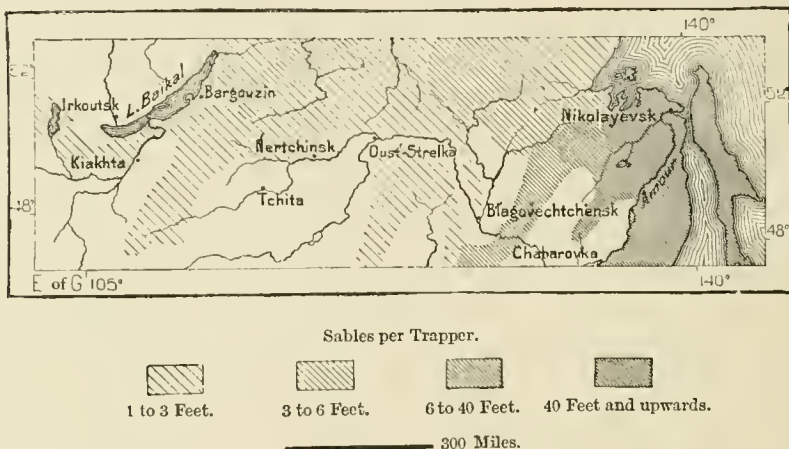 140°
52°
52°
Irkoutsk
L. Baikal
Bargouzin
Nikolayevsk
Kiakhta
Nertchinsk
Oust-Strelka
Tchita
Blagovechtchensk
Amour
48°
48°
Chabarovka
E of G 105°
140°
Sables per Trapper.
1 to 3 Feet.
3 to 6 Feet.
6 to 40 Feet.
40 Feet and upwards.
300 Miles.